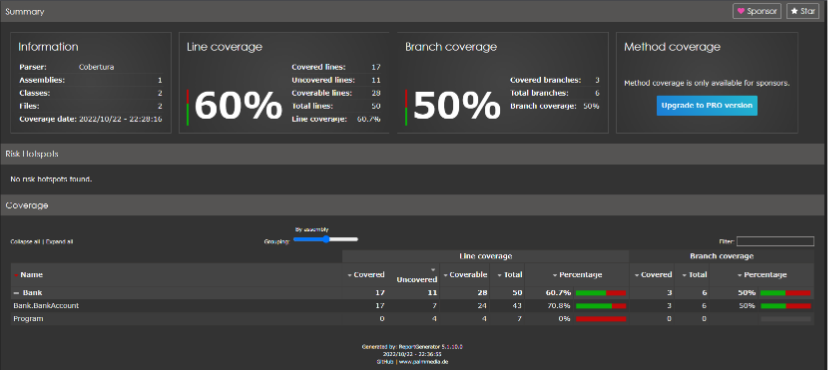 Summary
Sponsor
Star
Information
Parser: Cobertura
Assemblies: 1
Classes: 2
Files: 2
Coverage date: 2022/10/22 - 22:28:16
Line coverage
60%
Covered lines: 17
Uncovered lines: 11
Coverable lines: 28
Total lines: 50
Line coverage: 60.7%
Branch coverage
50%
Covered branches: 3
Total branches: 6
Branch coverage: 50%
Method coverage
Method coverage is only available for sponsors.
Upgrade to PRO version
Risk Hotspots
No risk hotspots found.
Coverage
Collapse all | Expand all
By assembly
Grouping:
Filter:
Line coverage Branch coverage
Name Covered Uncovered Coverable Total Percentage Covered Total Percentage
Bank 17 11 28 50 60.7% 3 6 50%
Bank.BankAccount 17 7 24 43 70.8% 3 6 50%
Program 0 4 4 7 0% 0 0
Generated by: ReportGenerator 5.1.10.0
2022/10/22 - 22:36:55
GitHub | www.palmmedia.de